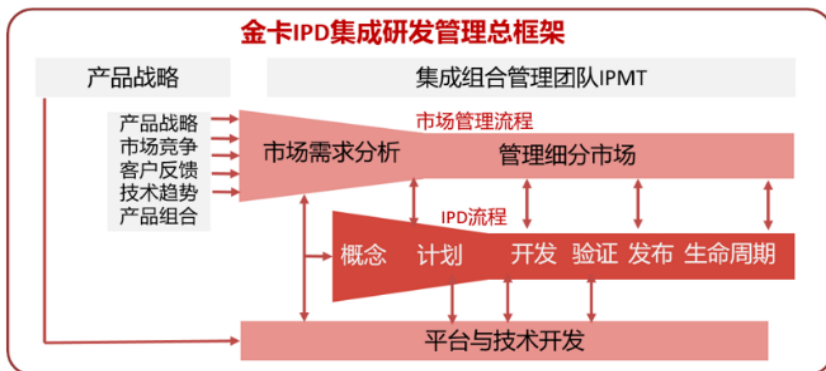 金卡IPD集成研发管理总框架
产品战略
集成组合管理团队IPMT
产品战略
市场竞争
客户反馈
技术趋势
产品组合
市场管理流程
市场需求分析
管理细分市场
IPD流程
概念 计划 开发 验证 发布 生命周期
平台与技术开发